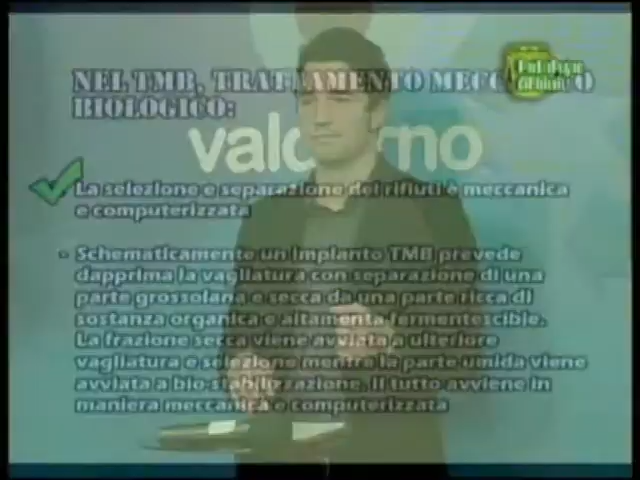 NEL TMB, TRATTAMENTO MECC O
BIOLOGICO:
vald rno
La selezione e separazione dei rifiuti è meccanica
e computerizzata
- Schematicamente un impianto TMB prevede
dapprima la vagliatura con separazione di una
parte grossolana e secca da una parte ricca di
sostanza organica e altamente fermentescibile.
La frazione secca viene avviata a ulteriore
vagliatura e selezione mentre la parte umida viene
avviata a bio-stabilizzazione. Il tutto avviene in
maniera meccanica e computerizzata